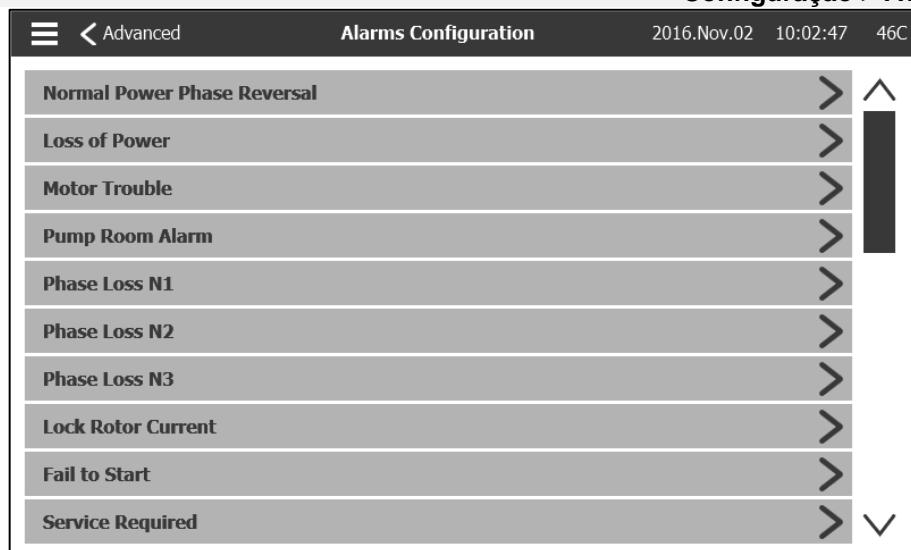 Advanced Alarms Configuration 2016.Nov.02 10:02:47 46C
Normal Power Phase Reversal
Loss of Power
Motor Trouble
Pump Room Alarm
Phase Loss N1
Phase Loss N2
Phase Loss N3
Lock Rotor Current
Fail to Start
Service Required